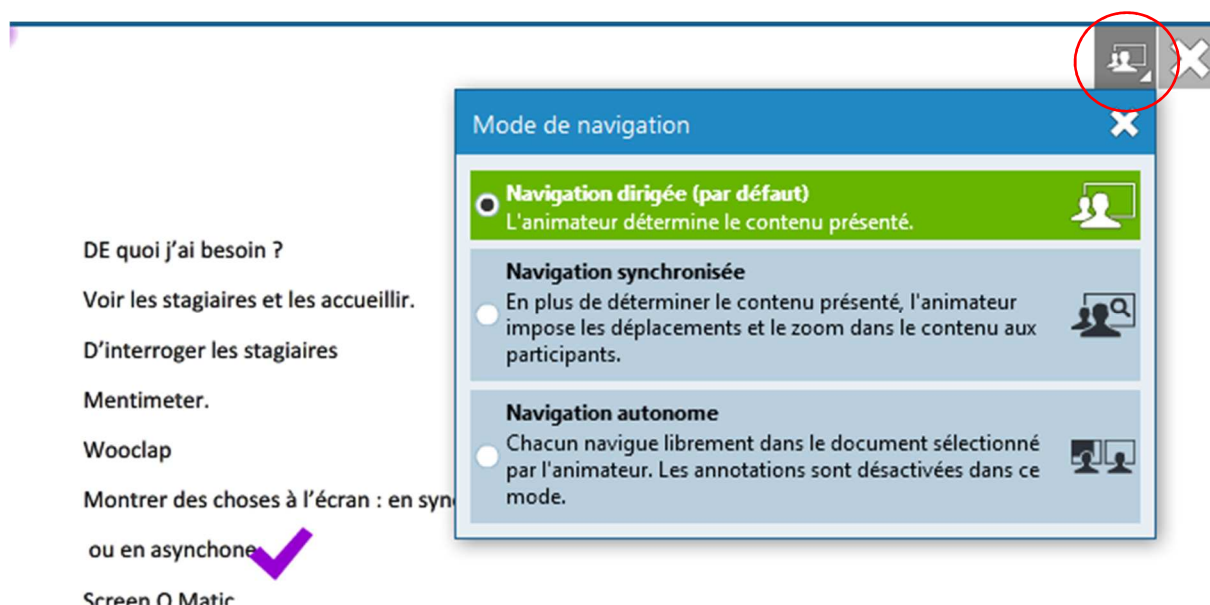 Mode de navigation
Navigation dirigée (par défaut)
L'animateur détermine le contenu présenté.
Navigation synchronisée
En plus de déterminer le contenu présenté, l'animateur
impose les déplacements et le zoom dans le contenu aux
participants.
Navigation autonome
Chacun navigue librement dans le document sélectionné
par l'animateur. Les annotations sont désactivées dans ce
mode.
DE quoi j'ai besoin ?
Voir les stagiaires et les accueillir.
D'interroger les stagiaires
Mentimeter.
Wooclap
Montrer des choses à l'écran : en syn
ou en asynchone
Screen O Matic